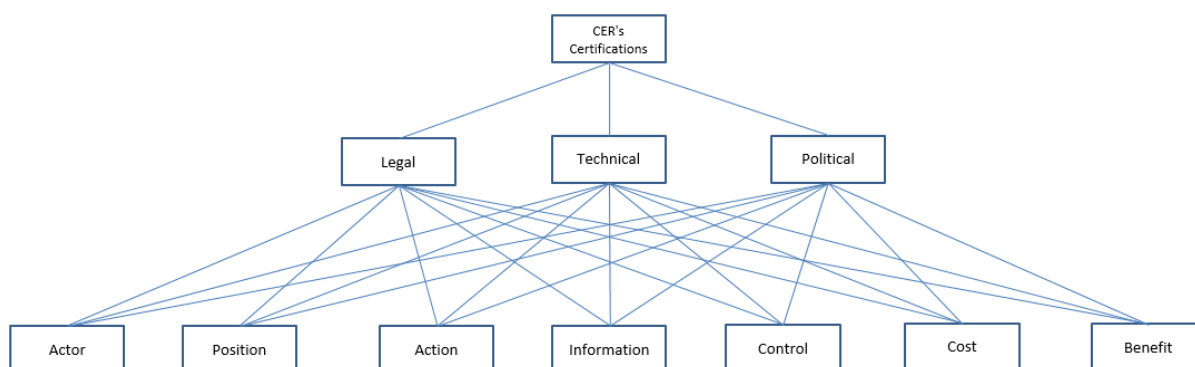 CER's
Certifications
Legal
Technical
Political
Actor
Position
Action
Information
Control
Cost
Benefit